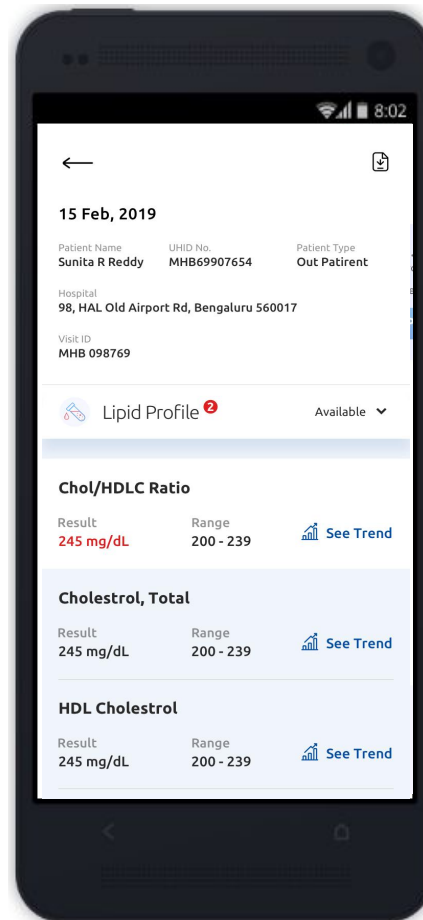 8:02
15 Feb, 2019
Patient Name UHID No. Patient Type
Sunita R Reddy MHB69907654 Out Patirent
Hospital
98, HAL Old Airport Rd, Bengaluru 560017
Visit ID
MHB 098769
Lipid Profile 2 Available
Chol/HDLC Ratio
Result Range
245 mg/dL 200 - 239 See Trend
Cholestrol, Total
Result Range
245 mg/dL 200 - 239 See Trend
HDL Cholestrol
Result Range
245 mg/dL 200 - 239 See Trend